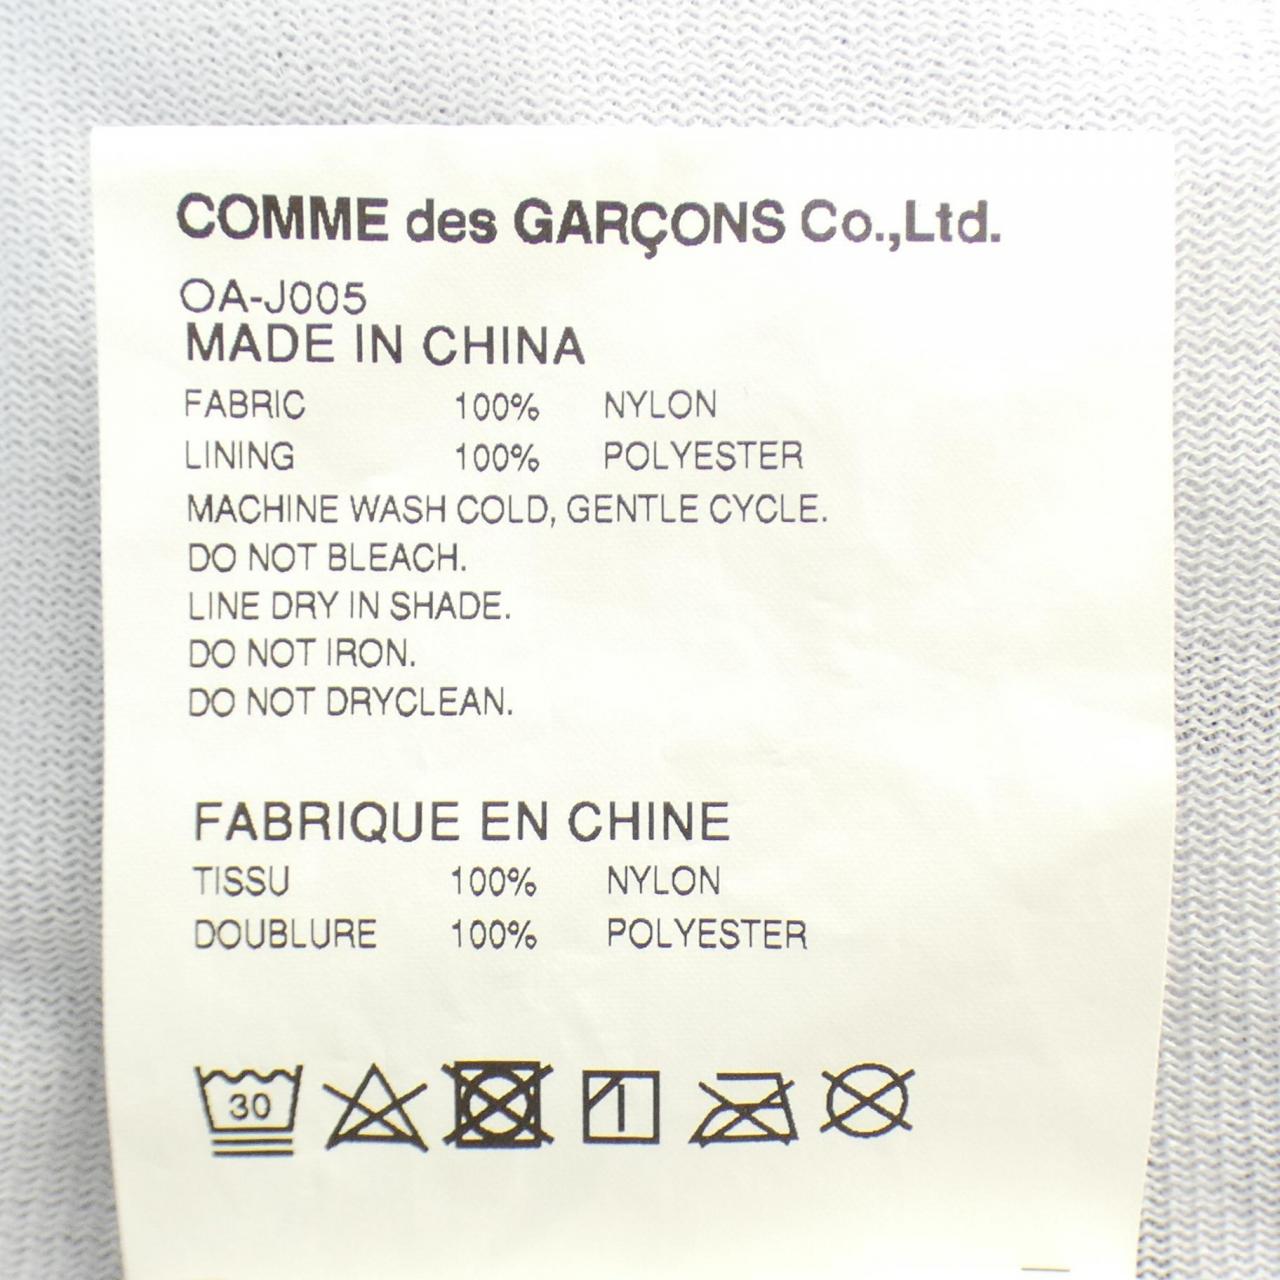 COMME des GARÇONS Co.,Ltd.
OA-J005
MADE IN CHINA
FABRIC 100% NYLON
LINING 100% POLYESTER
MACHINE WASH COLD, GENTLE CYCLE.
DO NOT BLEACH.
LINE DRY IN SHADE.
DO NOT IRON.
DO NOT DRYCLEAN.
FABRIQUE EN CHINE
TISSU 100% NYLON
DOUBLURE 100% POLYESTER
30